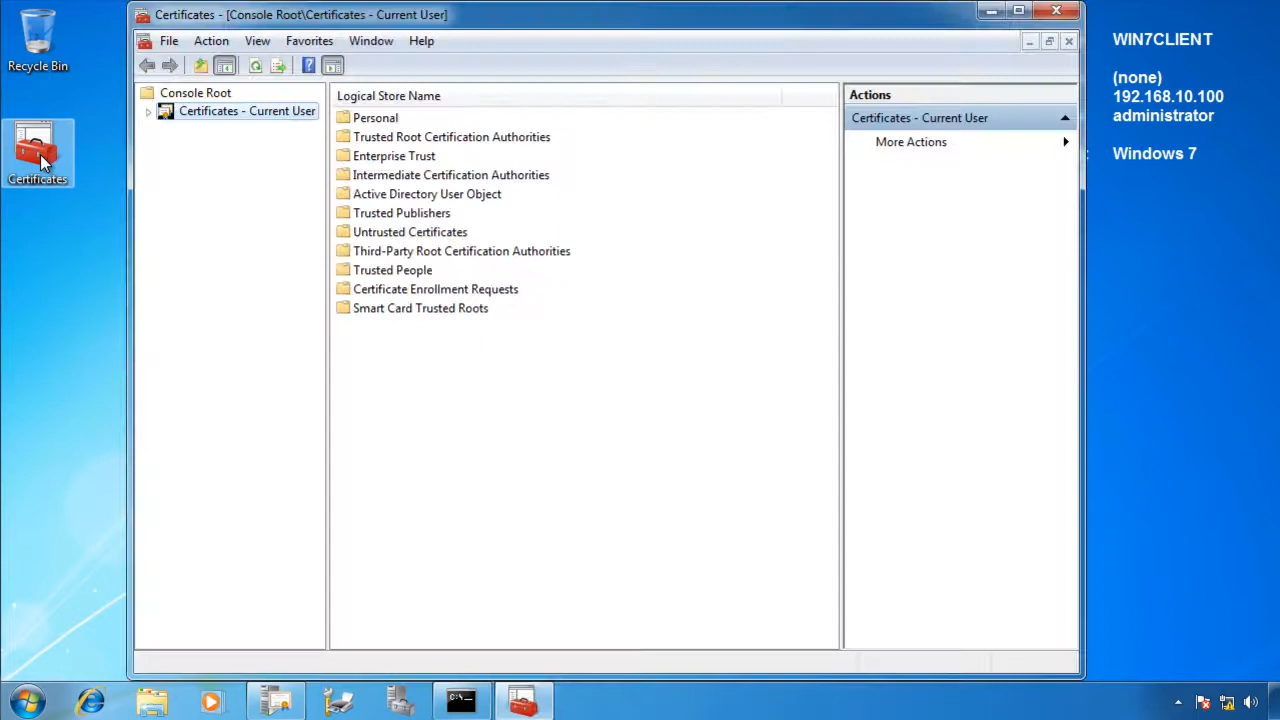 Recycle Bin
Certificates
Certificates - [Console Root\Certificates - Current User]
File Action View Favorites Window Help
Console Root
Certificates - Current User
Logical Store Name
Personal
Trusted Root Certification Authorities
Enterprise Trust
Intermediate Certification Authorities
Active Directory User Object
Trusted Publishers
Untrusted Certificates
Third-Party Root Certification Authorities
Trusted People
Certificate Enrollment Requests
Smart Card Trusted Roots
Actions
Certificates - Current User
More Actions
WIN7CLIENT
(none)
192.168.10.100
administrator
Windows 7
C:\_